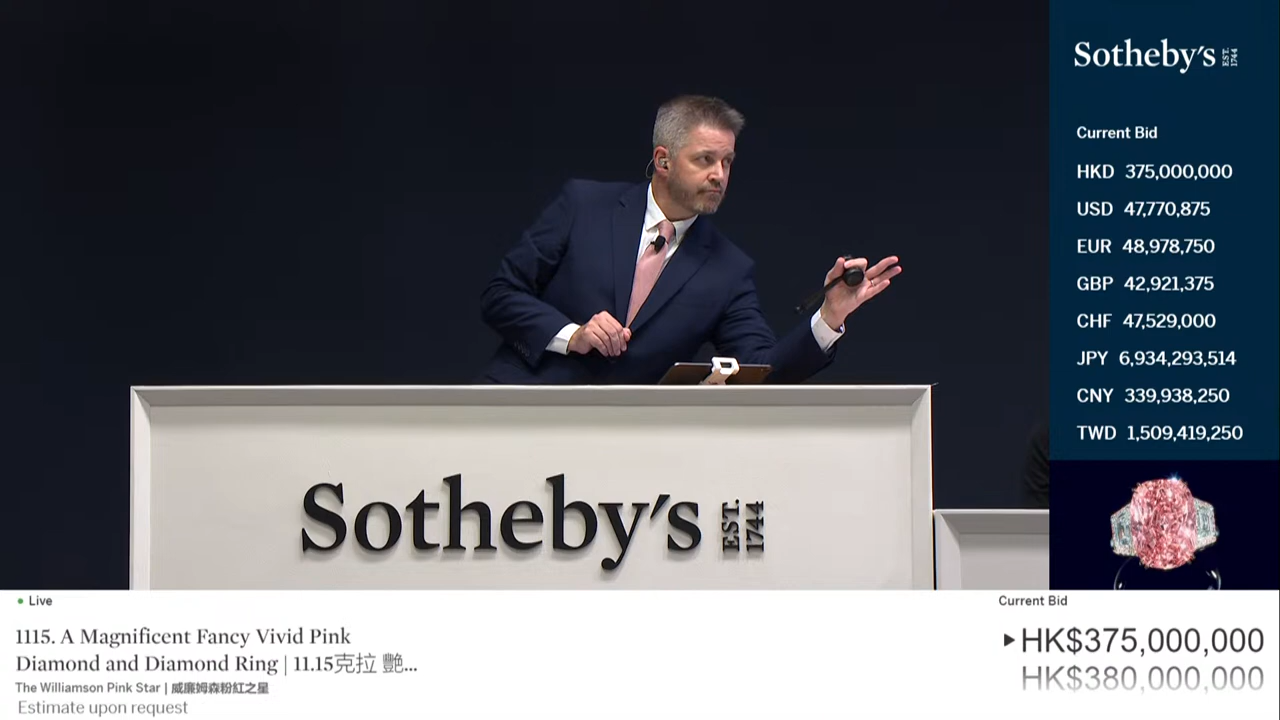 Sotheby's EST. 1744
Current Bid
HKD 375,000,000
USD 47,770,875
EUR 48,978,750
GBP 42,921,375
CHF 47,529,000
JPY 6,934,293,514
CNY 339,938,250
TWD 1,509,419,250
Sotheby's EST. 1744
Live
Current Bid
1115. A Magnificent Fancy Vivid Pink
Diamond and Diamond Ring | 11.15克拉 艷...
HK$375,000,000
HK$380,000,000
The Williamson Pink Star | 威廉姆森粉紅之星
Estimate upon request